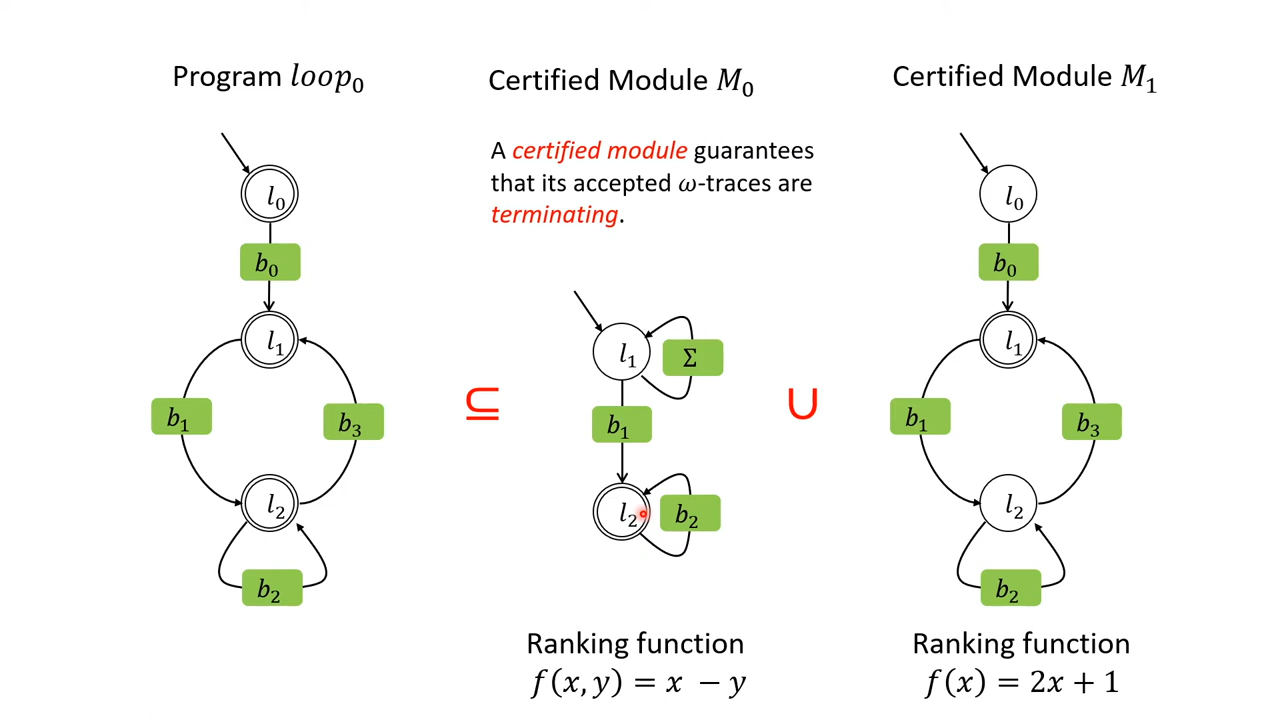 Program loop₀
l₀
b₀
l₁
b₁
b₃
l₂
b₂
⊆
Certified Module M₀
A certified module guarantees
that its accepted ω-traces are
terminating.
l₁
Σ
b₁
l₂
b₂
Ranking function
f(x, y) = x − y
∪
Certified Module M₁
l₀
b₀
l₁
b₁
b₃
l₂
b₂
Ranking function
f(x) = 2x + 1